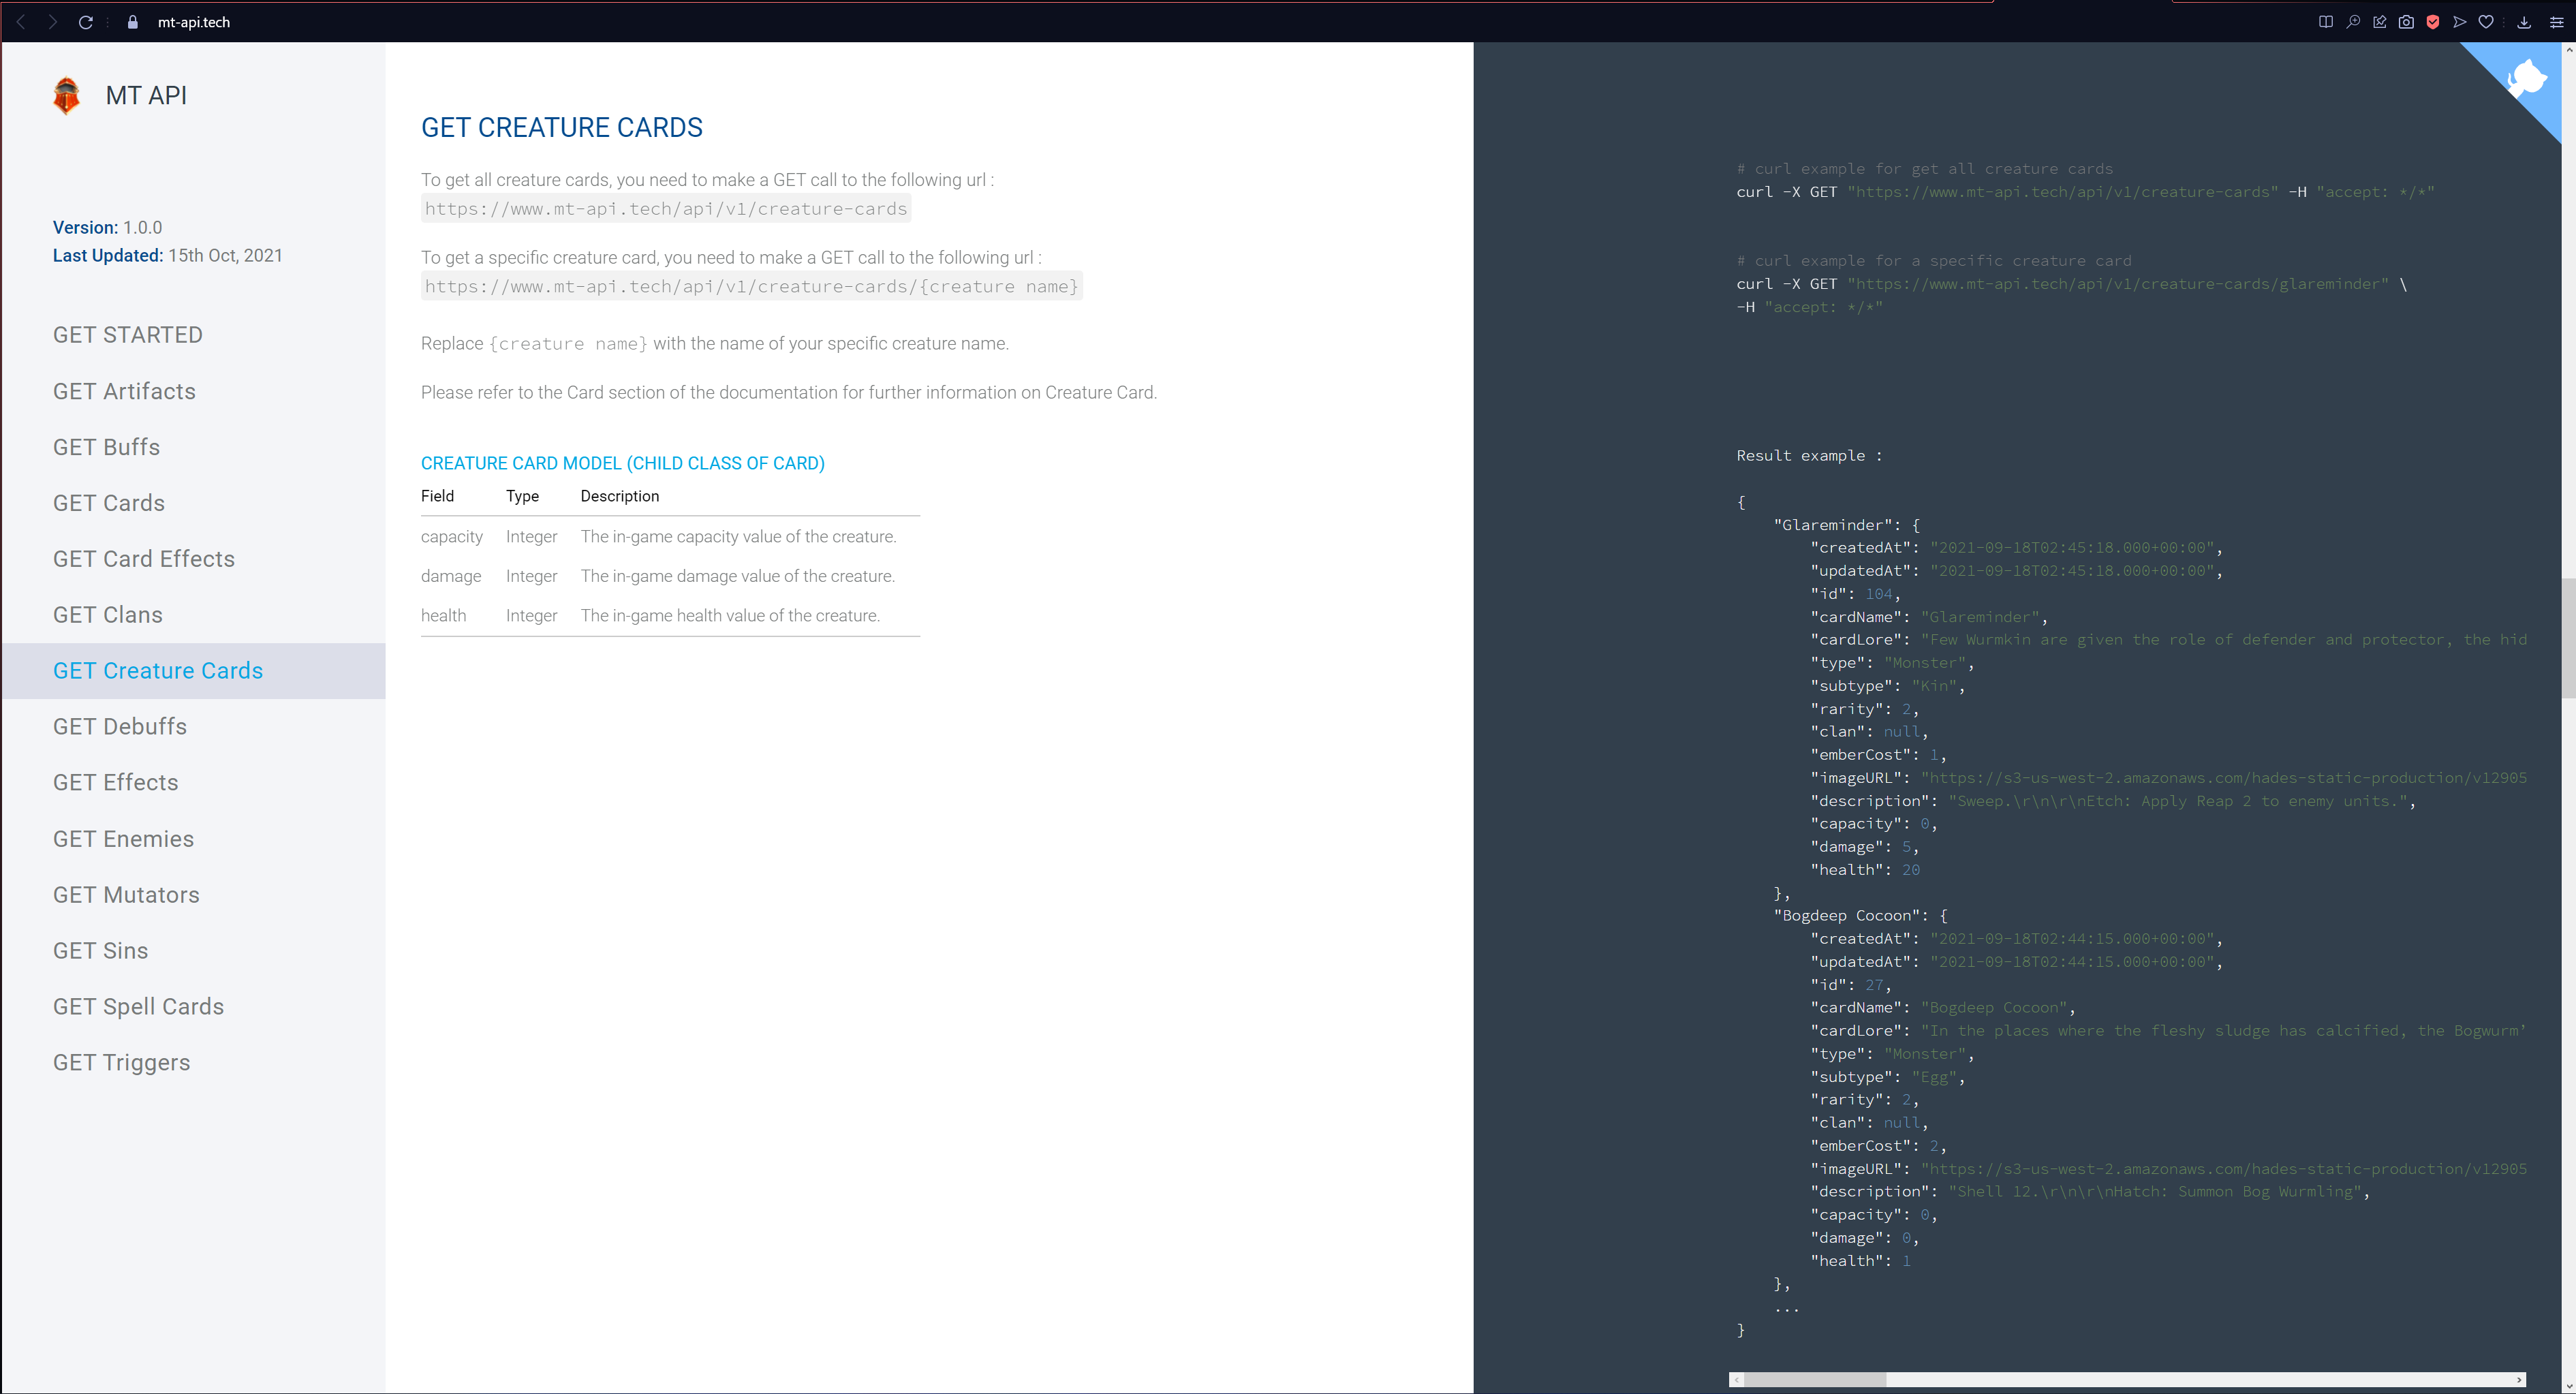 mt-api.tech
MT API
Version: 1.0.0
Last Updated: 15th Oct, 2021
GET STARTED
GET Artifacts
GET Buffs
GET Cards
GET Card Effects
GET Clans
GET Creature Cards
GET Debuffs
GET Effects
GET Enemies
GET Mutators
GET Sins
GET Spell Cards
GET Triggers
GET CREATURE CARDS
To get all creature cards, you need to make a GET call to the following url :
https://www.mt-api.tech/api/v1/creature-cards
To get a specific creature card, you need to make a GET call to the following url :
https://www.mt-api.tech/api/v1/creature-cards/{creature name}
Replace {creature name} with the name of your specific creature name.
Please refer to the Card section of the documentation for further information on Creature Card.
CREATURE CARD MODEL (CHILD CLASS OF CARD)
Field Type Description
capacity Integer The in-game capacity value of the creature.
damage Integer The in-game damage value of the creature.
health Integer The in-game health value of the creature.
# curl example for get all creature cards
curl -X GET "https://www.mt-api.tech/api/v1/creature-cards" -H "accept: */*"
# curl example for a specific creature card
curl -X GET "https://www.mt-api.tech/api/v1/creature-cards/glareminder" \
-H "accept: */*"
Result example :
{
"Glareminder": {
"createdAt": "2021-09-18T02:45:18.000+00:00",
"updatedAt": "2021-09-18T02:45:18.000+00:00",
"id": 104,
"cardName": "Glareminder",
"cardLore": "Few Wurmkin are given the role of defender and protector, the hid
"type": "Monster",
"subtype": "Kin",
"rarity": 2,
"clan": null,
"emberCost": 1,
"imageURL": "https://s3-us-west-2.amazonaws.com/hades-static-production/v12905
"description": "Sweep.\r\n\r\nEtch: Apply Reap 2 to enemy units.",
"capacity": 0,
"damage": 5,
"health": 20
},
"Bogdeep Cocoon": {
"createdAt": "2021-09-18T02:44:15.000+00:00",
"updatedAt": "2021-09-18T02:44:15.000+00:00",
"id": 27,
"cardName": "Bogdeep Cocoon",
"cardLore": "In the places where the fleshy sludge has calcified, the Bogwurm’
"type": "Monster",
"subtype": "Egg",
"rarity": 2,
"clan": null,
"emberCost": 2,
"imageURL": "https://s3-us-west-2.amazonaws.com/hades-static-production/v12905
"description": "Shell 12.\r\n\r\nHatch: Summon Bog Wurmling",
"capacity": 0,
"damage": 0,
"health": 1
},
...
}